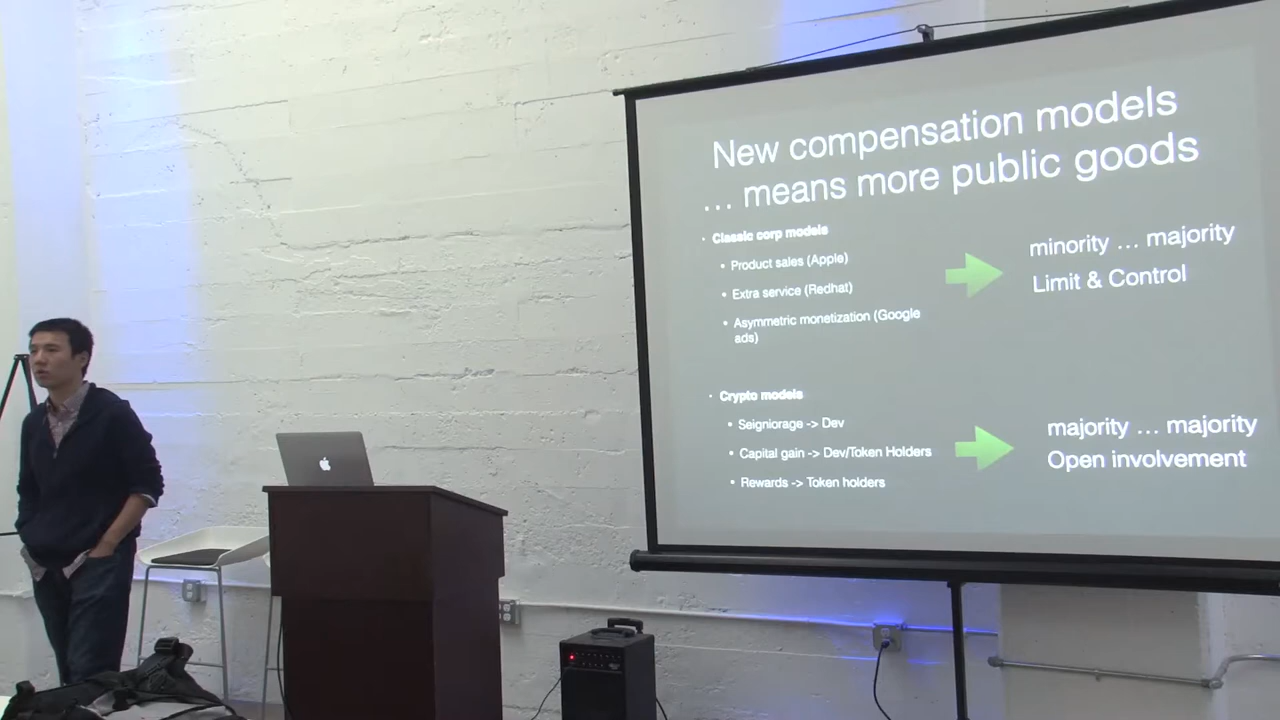 New compensation models
… means more public goods
• Classic corp models
• Product sales (Apple)
• Extra service (Redhat)
• Asymmetric monetization (Google
ads)
minority … majority
Limit & Control
• Crypto models
• Seigniorage -> Dev
• Capital gain -> Dev/Token Holders
• Rewards -> Token holders
majority … majority
Open involvement